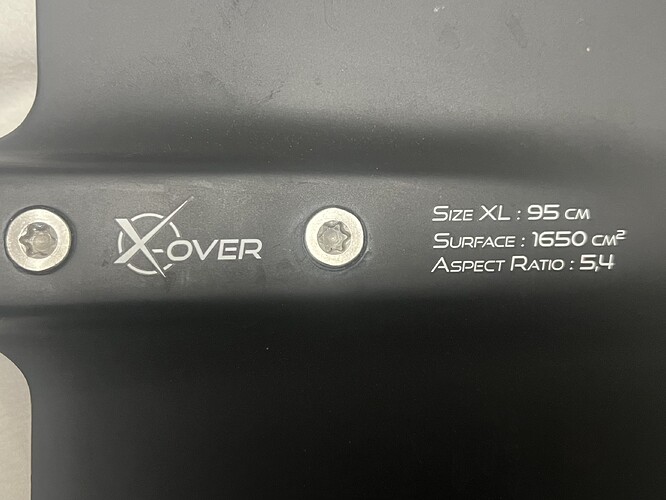 X-OVER
SIZE XL : 95 CM
SURFACE : 1650 CM²
ASPECT RATIO : 5,4